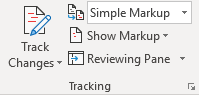 Simple Markup
Track
Changes
Show Markup
Reviewing Pane
Tracking